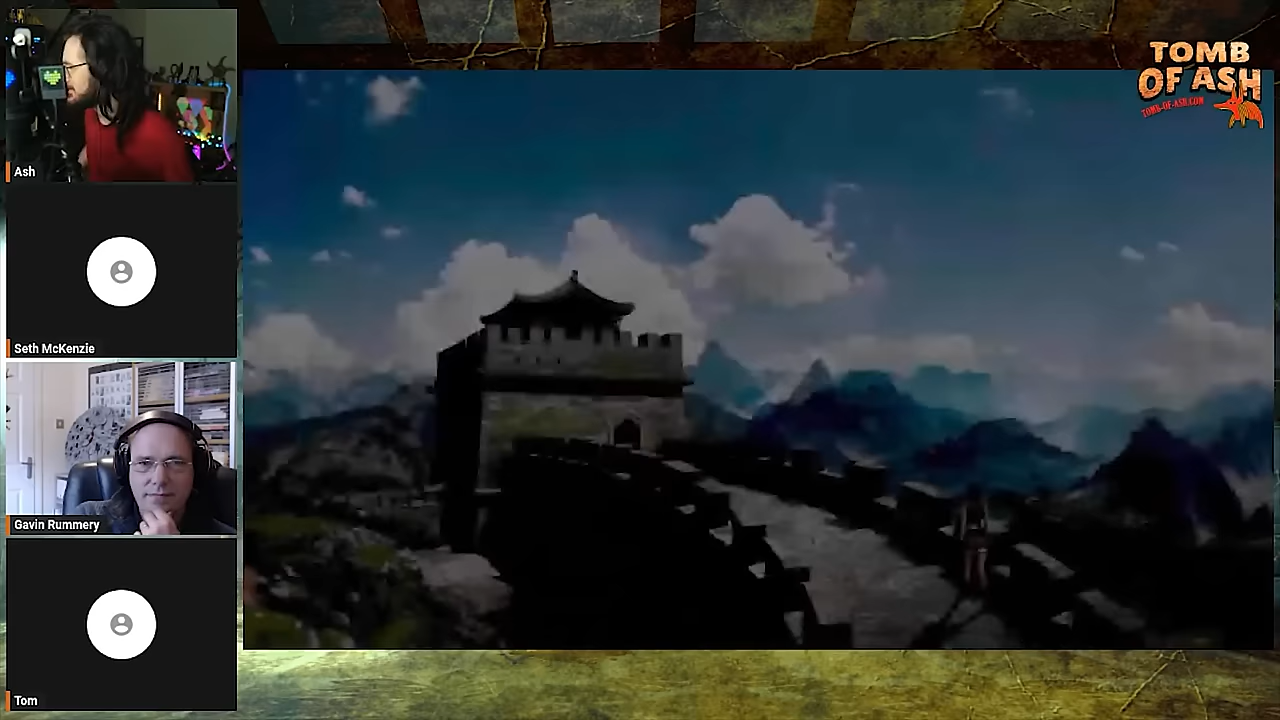 TOMB
OF ASH
TOMB-OF-ASH.COM
Ash
Seth McKenzie
Gavin Rummery
Tom